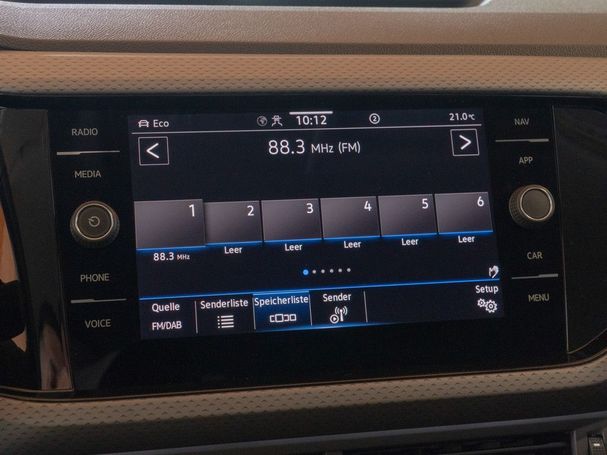 RADIO
MEDIA
PHONE
VOICE
Eco 10:12 2 21.0°C
88.3 MHz (FM)
1 2 3 4 5 6
88.3 MHz Leer Leer Leer Leer Leer
Quelle Senderliste Speicherliste Sender Setup
FM/DAB
NAV
APP
CAR
MENU